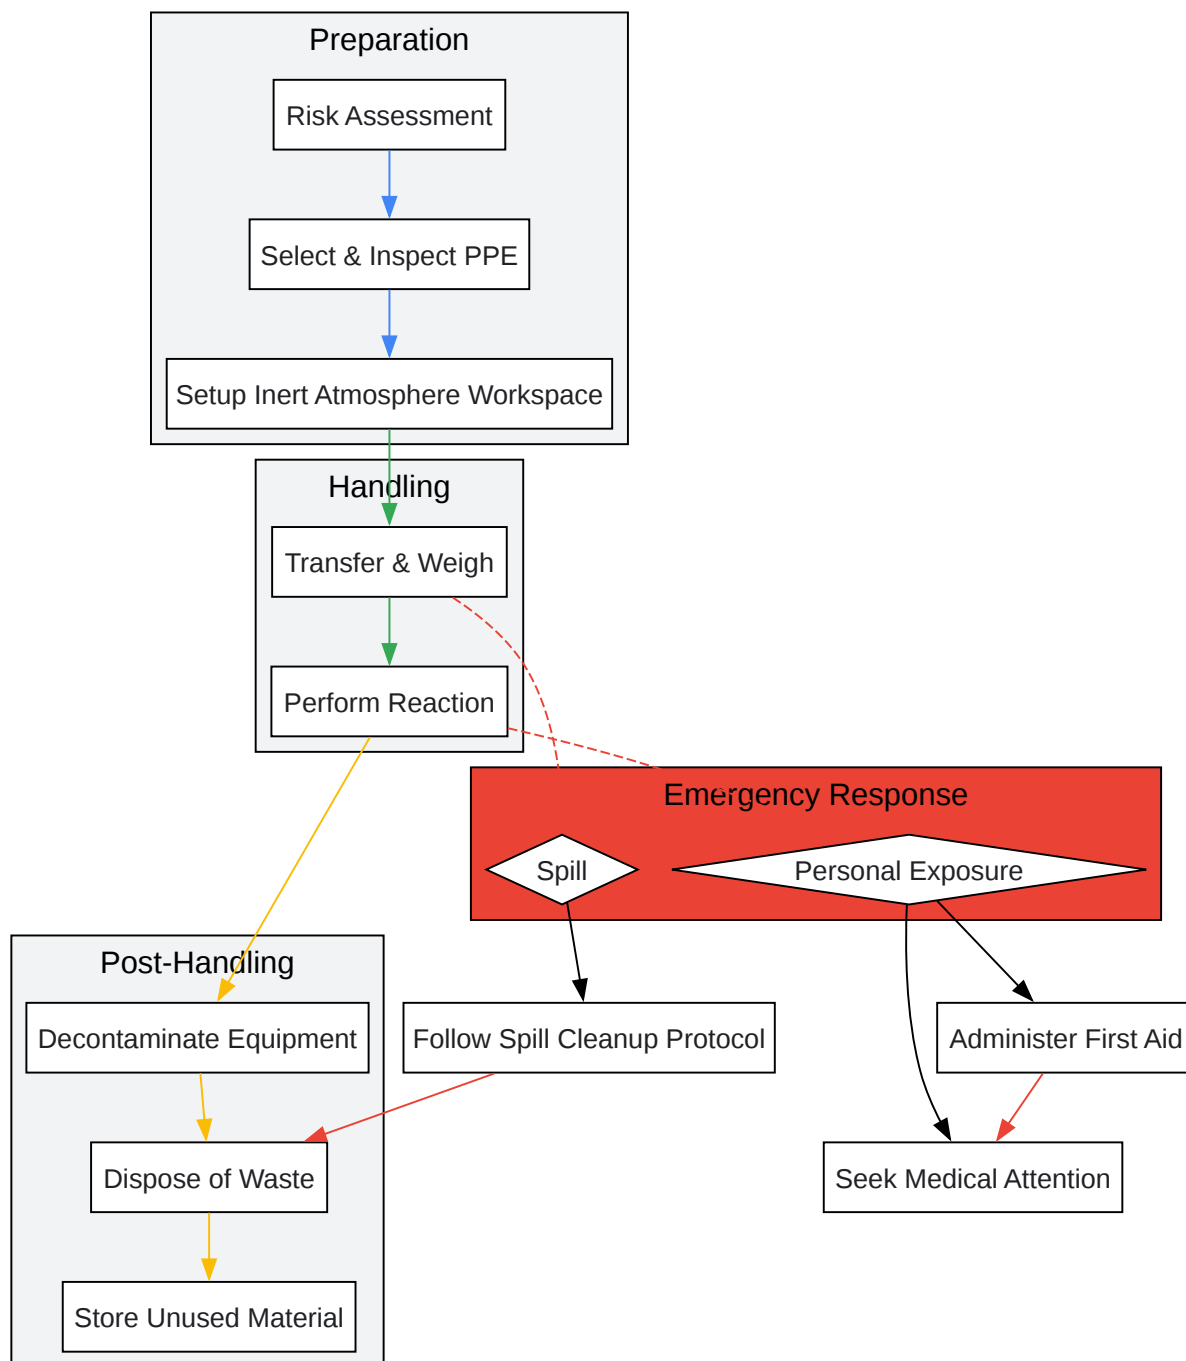 Preparation
Risk Assessment
Select & Inspect PPE
Setup Inert Atmosphere Workspace
Handling
Transfer & Weigh
Perform Reaction
Emergency Response
Spill
Personal Exposure
Post-Handling
Decontaminate Equipment
Follow Spill Cleanup Protocol
Administer First Aid
Dispose of Waste
Seek Medical Attention
Store Unused Material